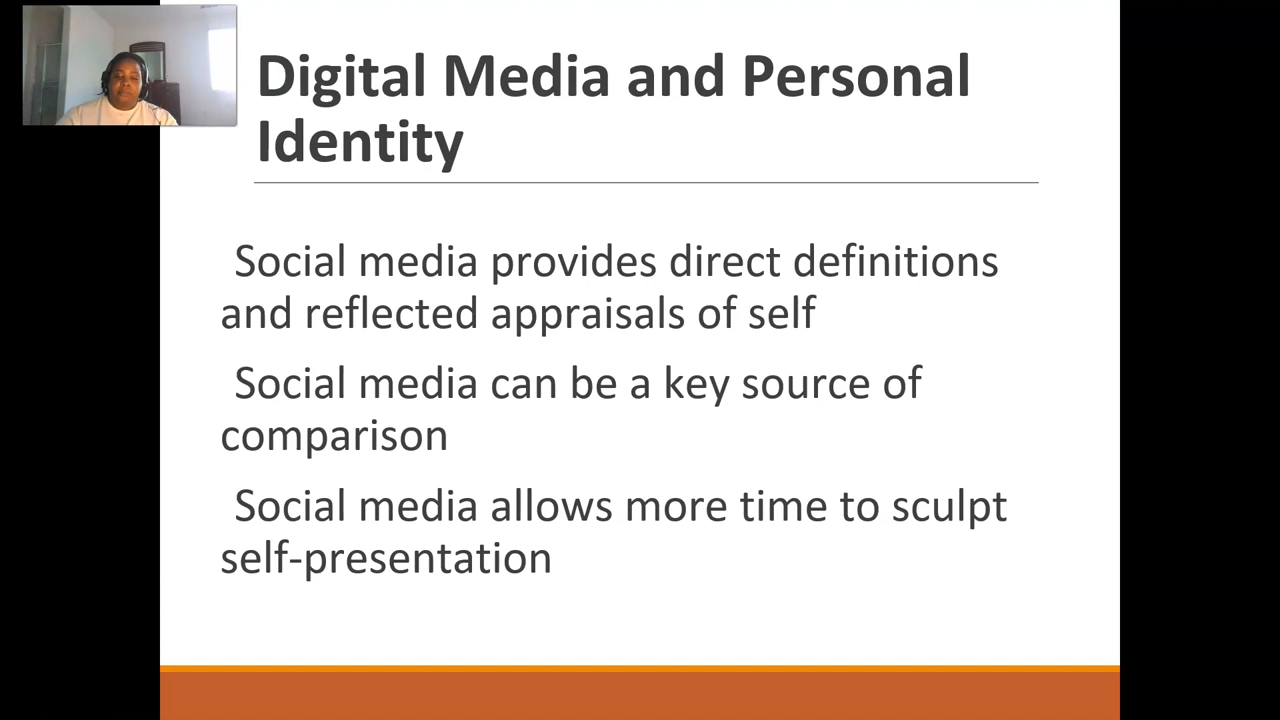 Digital Media and Personal
Identity
Social media provides direct definitions
and reflected appraisals of self
Social media can be a key source of
comparison
Social media allows more time to sculpt
self-presentation